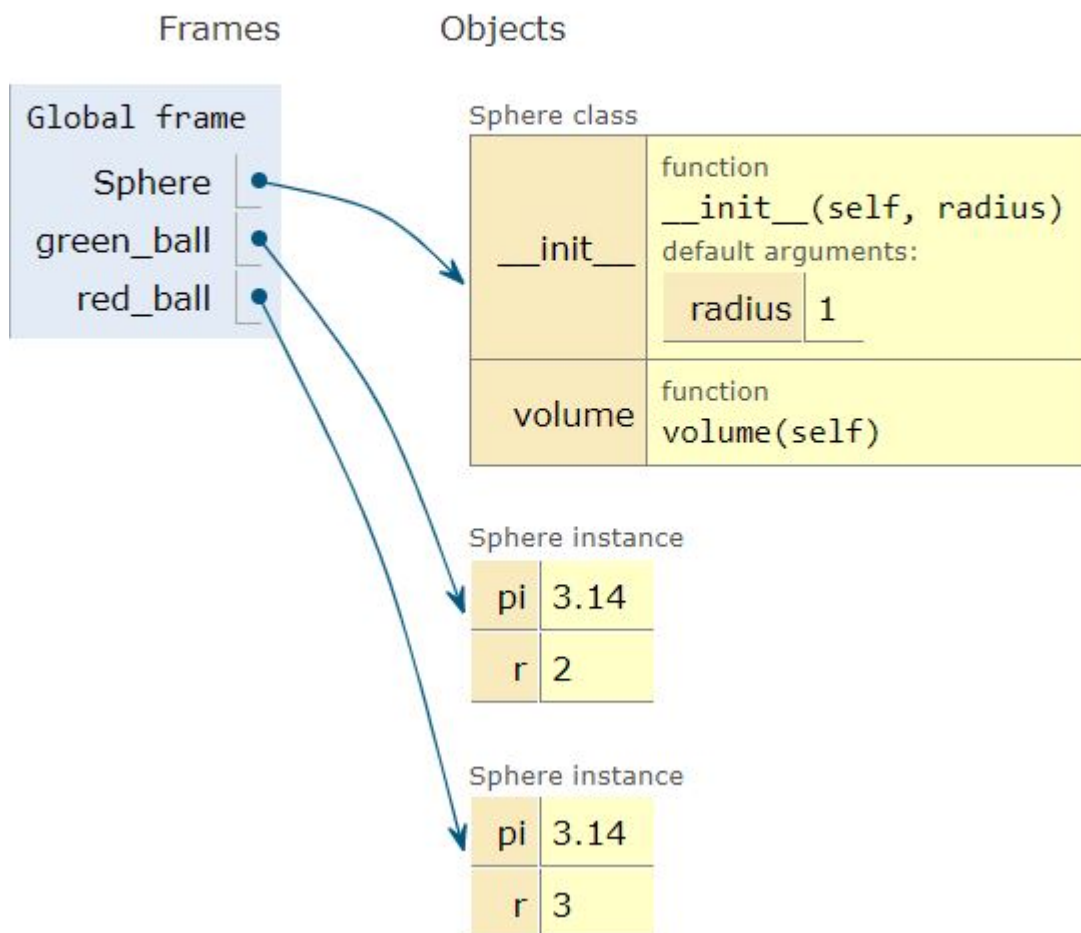 Frames Objects
Global frame
Sphere
green_ball
red_ball
Sphere class
__init__
function
__init__(self, radius)
default arguments:
radius 1
volume
function
volume(self)
Sphere instance
pi 3.14
r 2
Sphere instance
pi 3.14
r 3